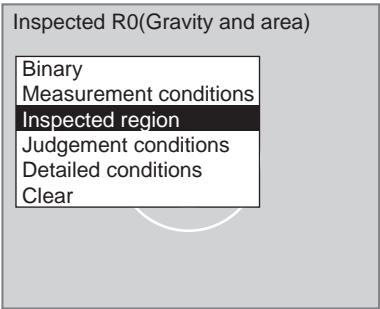 Inspected R0(Gravity and area)
Binary
Measurement conditions
Inspected region
Judgement conditions
Detailed conditions
Clear